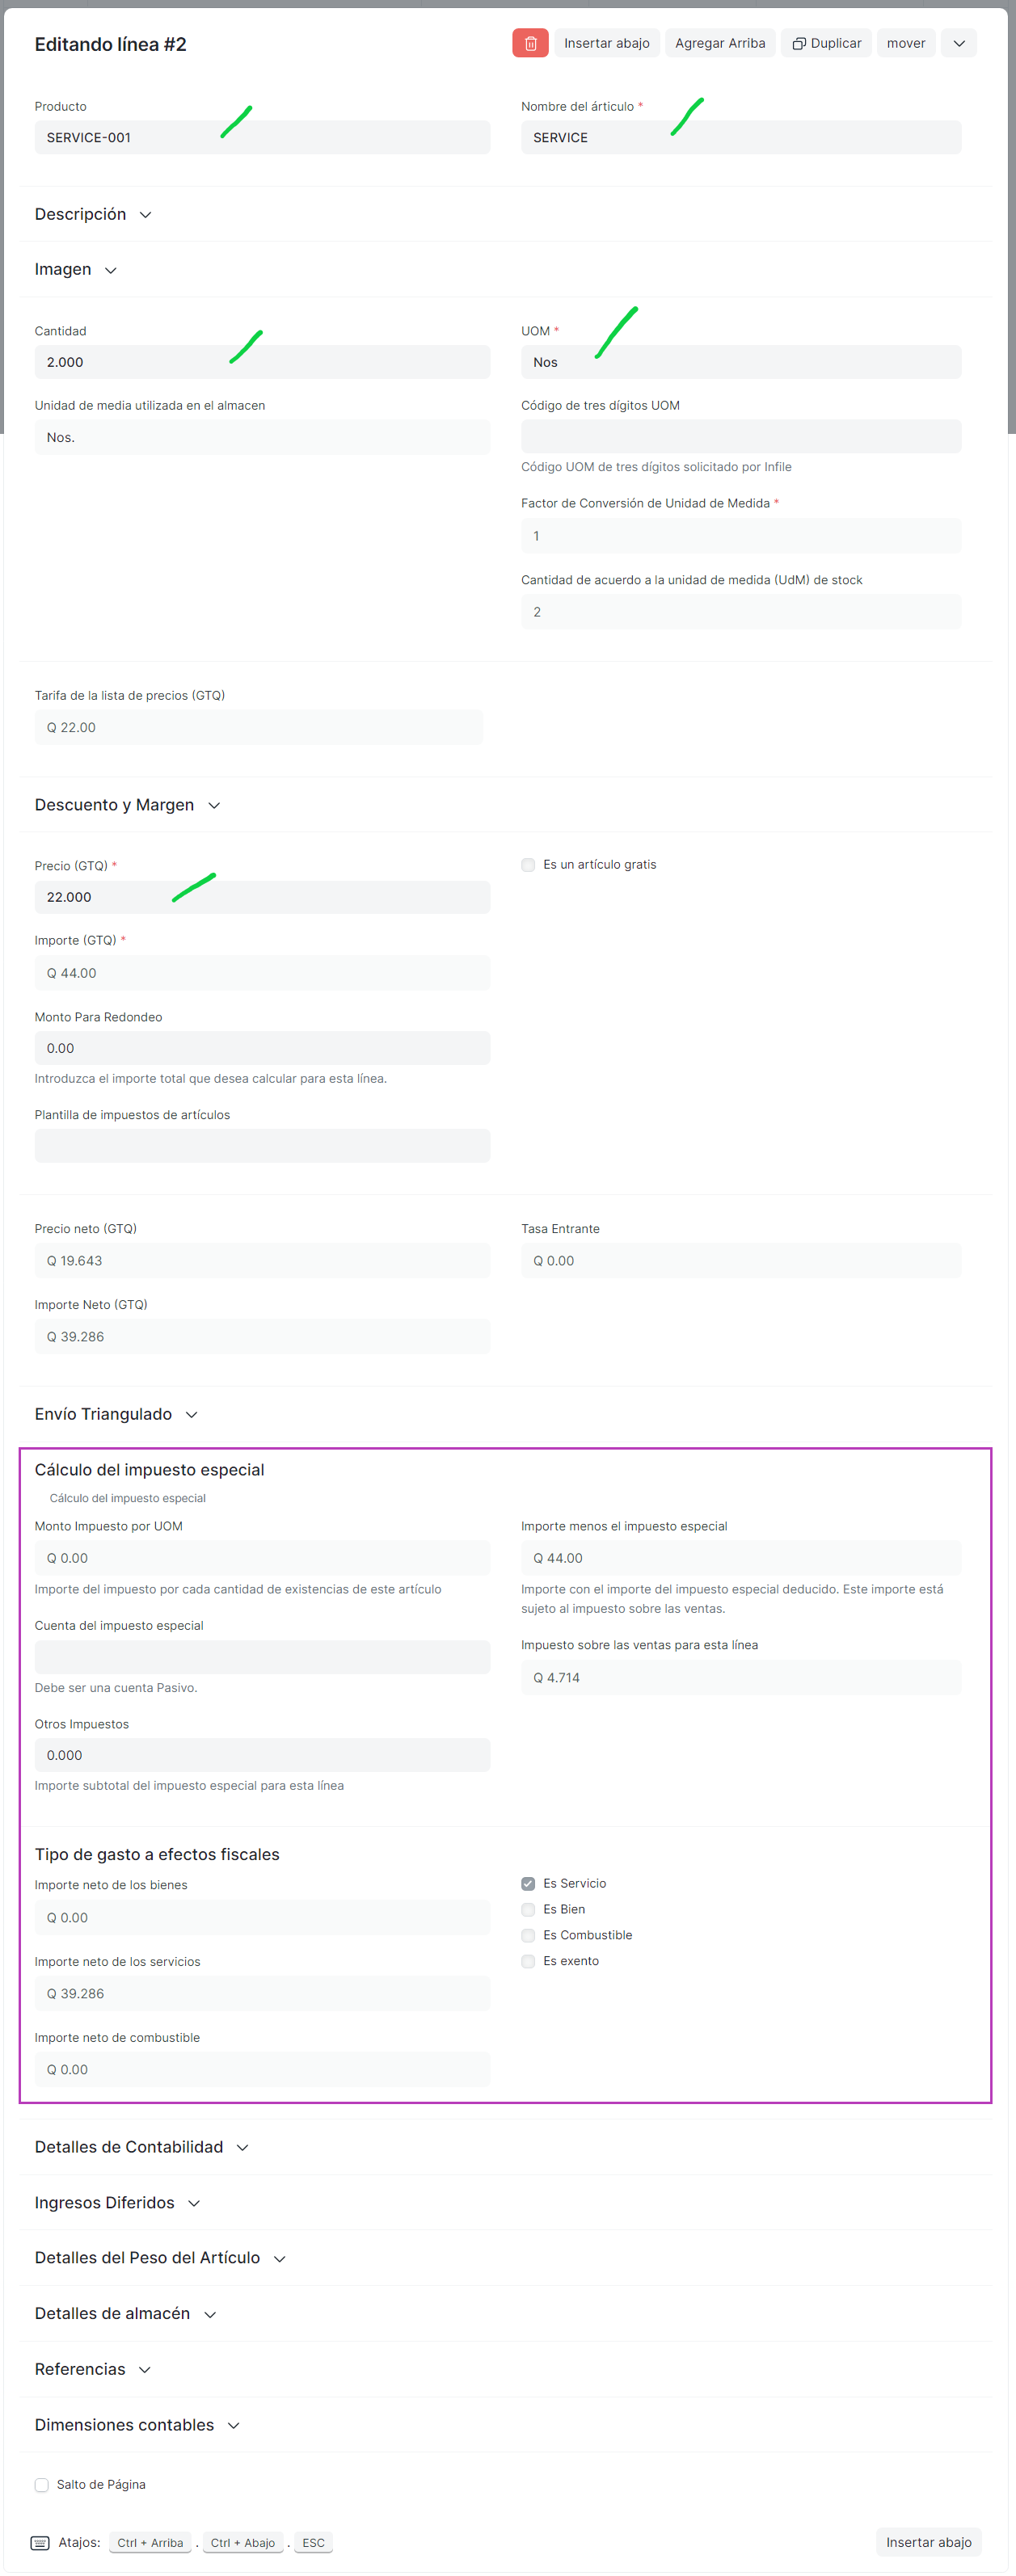 Editando línea #2
Insertar abajo
Agregar Arriba
Duplicar
mover
Producto
SERVICE-001
Nombre del árticulo *
SERVICE
Descripción
Imagen
Cantidad
2.000
UOM *
Nos
Unidad de media utilizada en el almacen
Nos.
Código de tres dígitos UOM
Código UOM de tres dígitos solicitado por Infile
Factor de Conversión de Unidad de Medida *
1
Cantidad de acuerdo a la unidad de medida (UdM) de stock
2
Tarifa de la lista de precios (GTQ)
Q 22.00
Descuento y Margen
Precio (GTQ) *
22.000
Es un artículo gratis
Importe (GTQ) *
Q 44.00
Monto Para Redondeo
0.00
Introduzca el importe total que desea calcular para esta línea.
Plantilla de impuestos de artículos
Precio neto (GTQ)
Q 19.643
Tasa Entrante
Q 0.00
Importe Neto (GTQ)
Q 39.286
Envío Triangulado
Cálculo del impuesto especial
Cálculo del impuesto especial
Monto Impuesto por UOM
Q 0.00
Importe del impuesto por cada cantidad de existencias de este artículo
Cuenta del impuesto especial
Debe ser una cuenta Pasivo.
Otros Impuestos
0.000
Importe subtotal del impuesto especial para esta línea
Importe menos el impuesto especial
Q 44.00
Importe con el importe del impuesto especial deducido. Este importe está
sujeto al impuesto sobre las ventas.
Impuesto sobre las ventas para esta línea
Q 4.714
Tipo de gasto a efectos fiscales
Importe neto de los bienes
Q 0.00
Importe neto de los servicios
Q 39.286
Importe neto de combustible
Q 0.00
Es Servicio
Es Bien
Es Combustible
Es exento
Detalles de Contabilidad
Ingresos Diferidos
Detalles del Peso del Artículo
Detalles de almacén
Referencias
Dimensiones contables
Salto de Página
Atajos: Ctrl + Arriba . Ctrl + Abajo . ESC
Insertar abajo